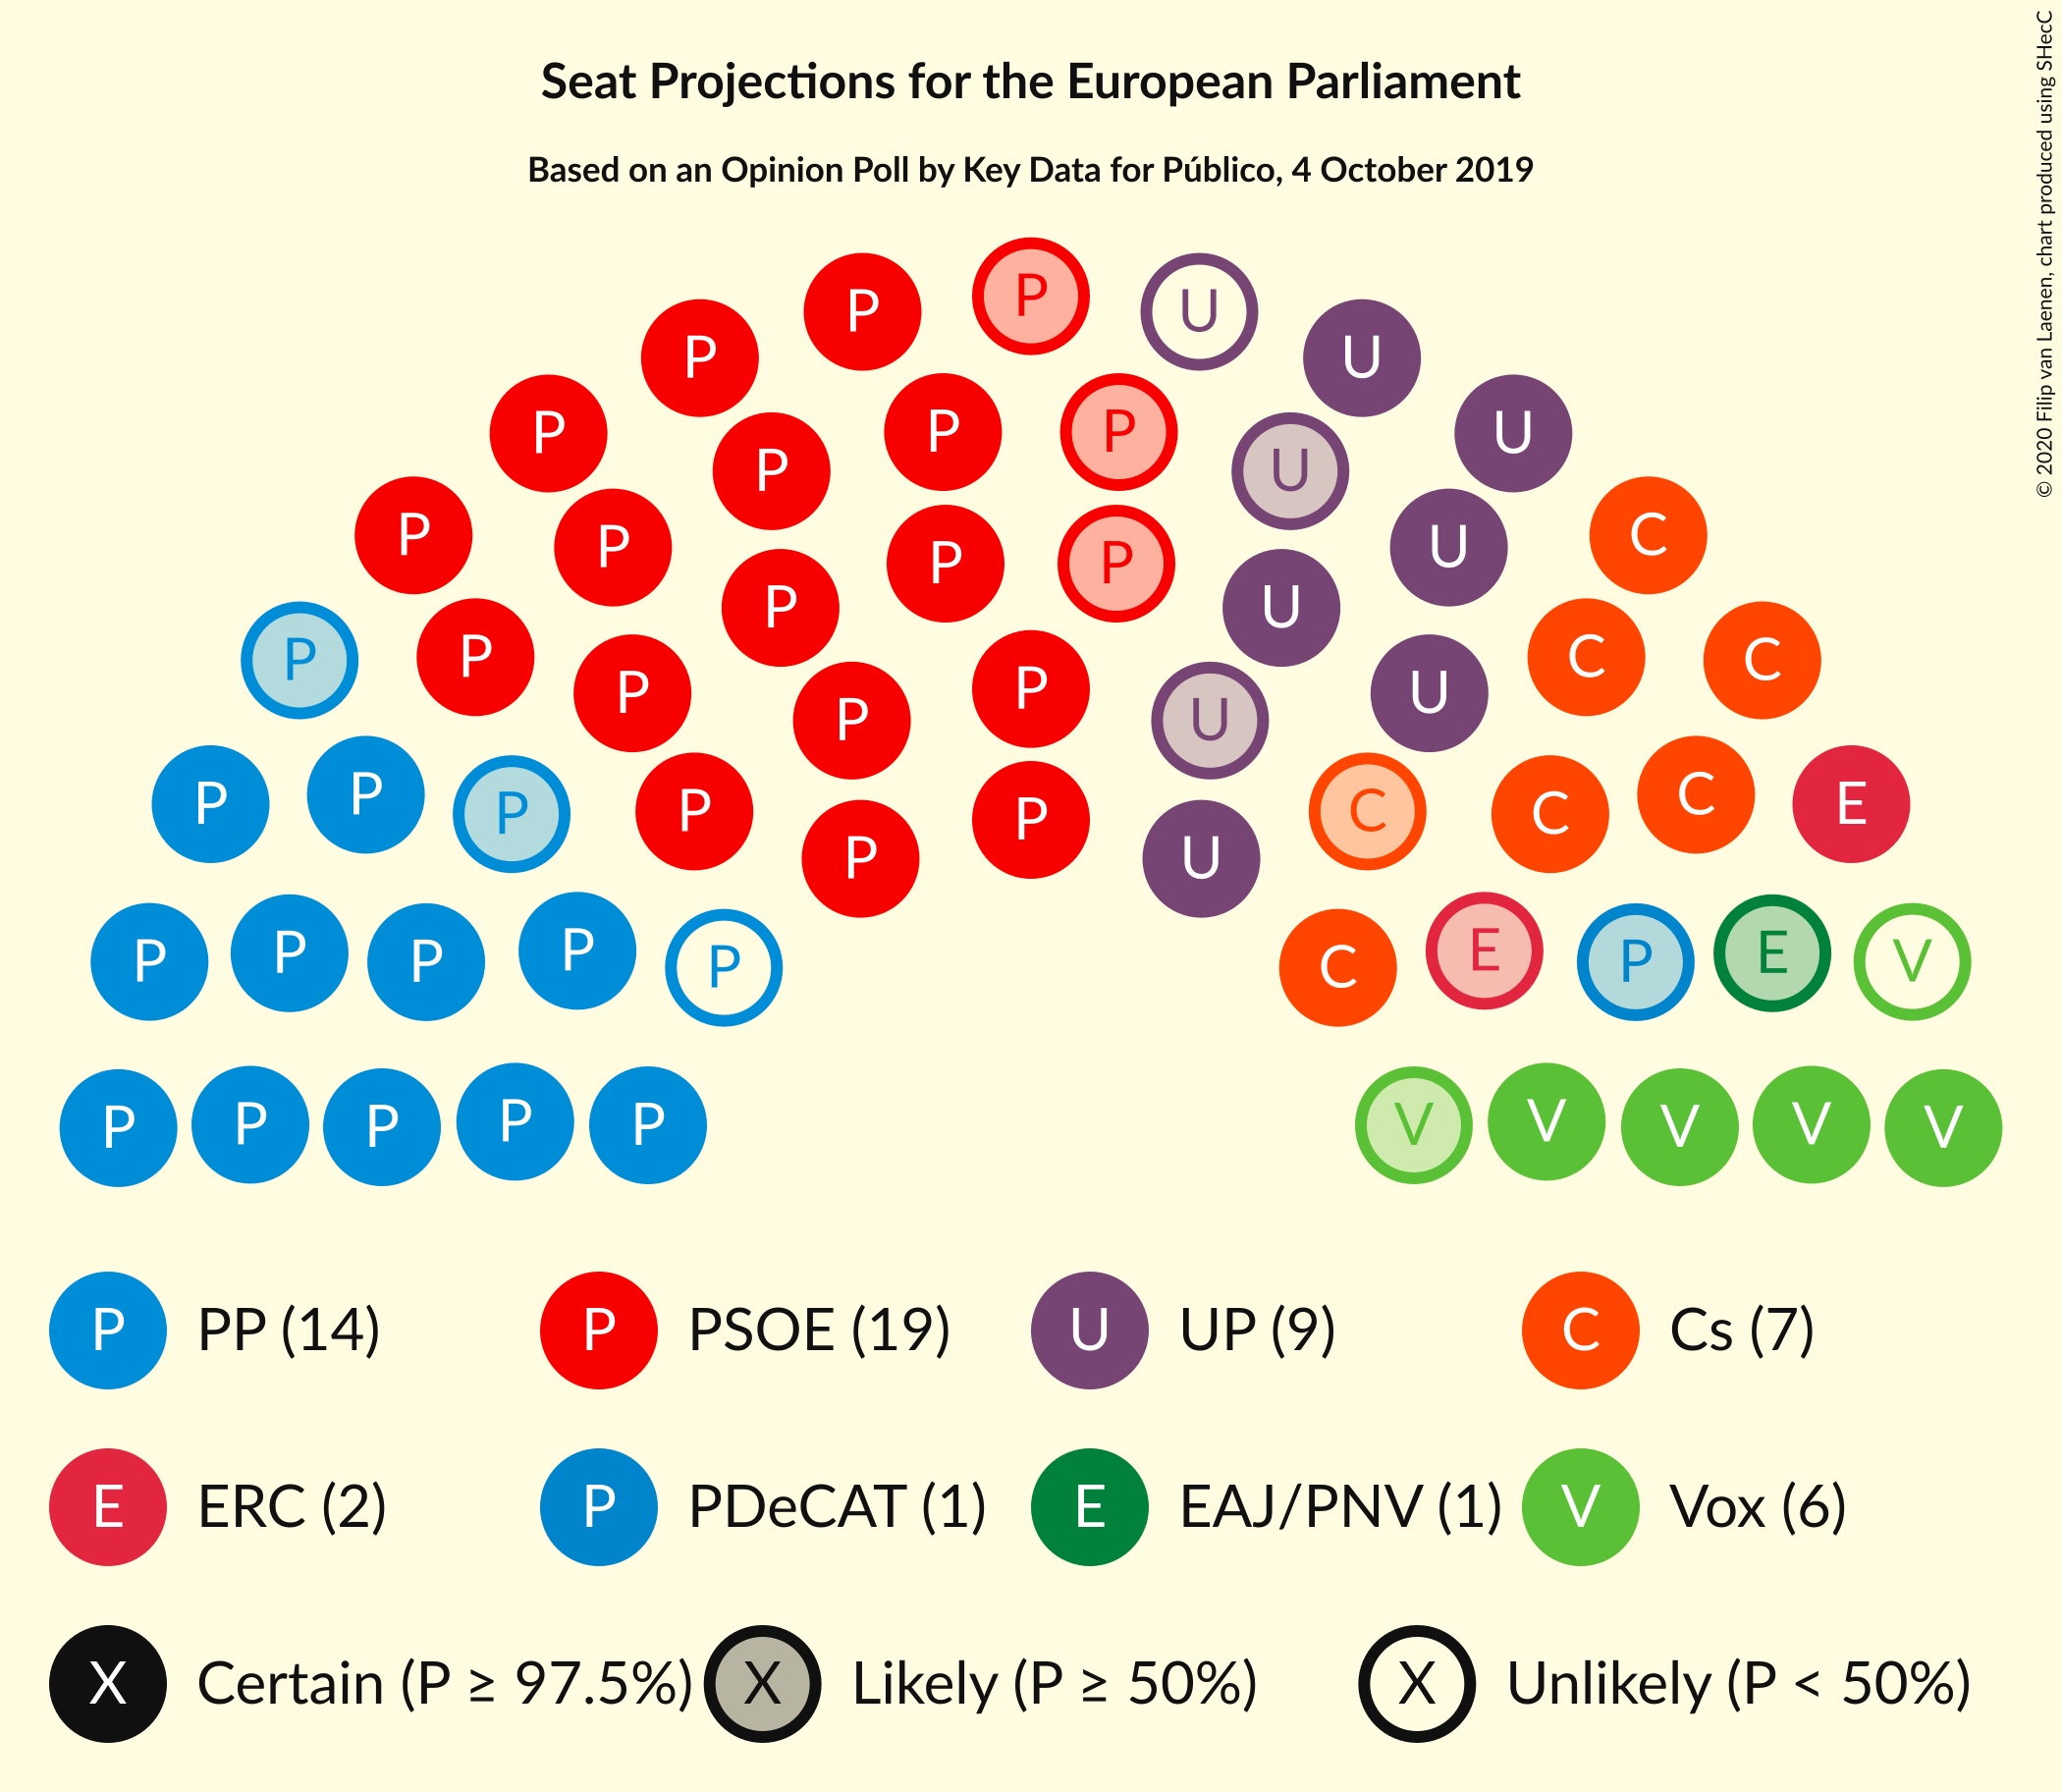 Seat Projections for the European Parliament
Based on an Opinion Poll by Key Data for Público, 4 October 2019
© 2020 Filip van Laenen, chart produced using SHecC
P
P U
P U
P P U
P P U
P U
P U C
P P U
P P U
P P C C
P P U
P P U
P P
P P C C
P P C E
P P U
P P E E
P P P V
P C
P P V V
P P P V V V
P PP (14) P PSOE (19) U UP (9) C Cs (7)
E ERC (2) P PDeCAT (1) E EAJ/PNV (1) V Vox (6)
X Certain (P ≥ 97.5%) X Likely (P ≥ 50%) X Unlikely (P < 50%)